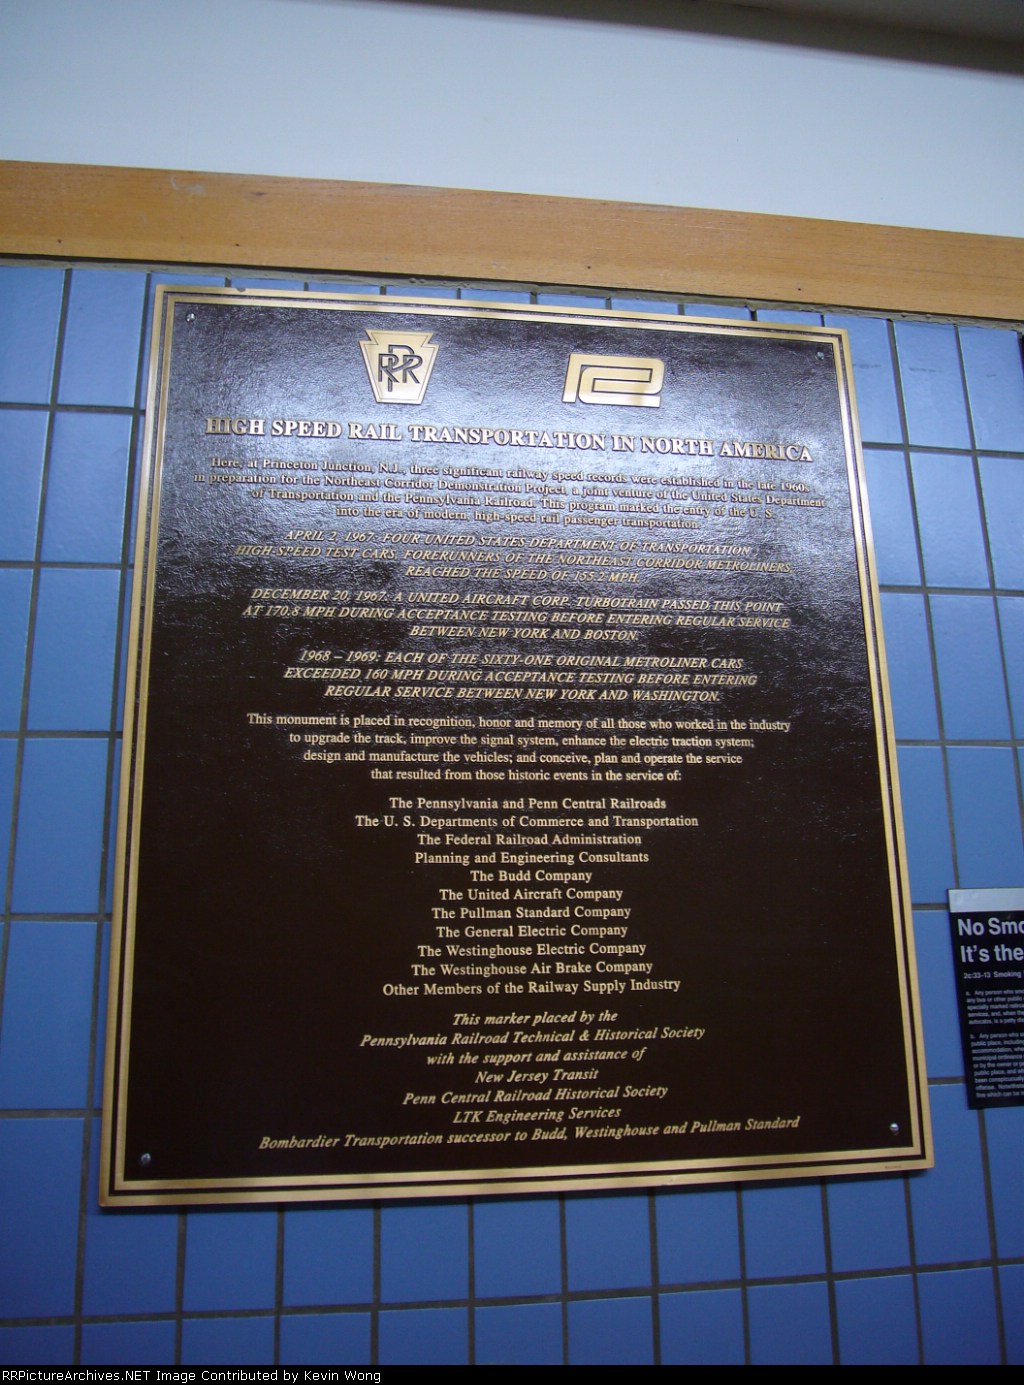 PRR
HIGH SPEED RAIL TRANSPORTATION IN NORTH AMERICA
Here, at Princeton Junction, N.J., three significant railway speed records were established in the late 1960s
in preparation for the Northeast Corridor Demonstration Project, a joint venture of the United States Department
of Transportation and the Pennsylvania Railroad. This program marked the entry of the U. S.
into the era of modern, high-speed rail passenger transportation.
APRIL 2, 1967: FOUR UNITED STATES DEPARTMENT OF TRANSPORTATION
HIGH-SPEED TEST CARS, FORERUNNERS OF THE NORTHEAST CORRIDOR METROLINERS
REACHED THE SPEED OF 155.2 MPH
DECEMBER 20, 1967: A UNITED AIRCRAFT CORP. TURBOTRAIN PASSED THIS POINT
AT 170.8 MPH DURING ACCEPTANCE TESTING BEFORE ENTERING REGULAR SERVICE
BETWEEN NEW YORK AND BOSTON.
1968 – 1969: EACH OF THE SIXTY-ONE ORIGINAL METROLINER CARS
EXCEEDED 160 MPH DURING ACCEPTANCE TESTING BEFORE ENTERING
REGULAR SERVICE BETWEEN NEW YORK AND WASHINGTON.
This monument is placed in recognition, honor and memory of all those who worked in the industry
to upgrade the track, improve the signal system, enhance the electric traction system;
design and manufacture the vehicles; and conceive, plan and operate the service
that resulted from those historic events in the service of:
The Pennsylvania and Penn Central Railroads
The U. S. Departments of Commerce and Transportation
The Federal Railroad Administration
Planning and Engineering Consultants
The Budd Company
The United Aircraft Company
The Pullman Standard Company
The General Electric Company
The Westinghouse Electric Company
The Westinghouse Air Brake Company
Other Members of the Railway Supply Industry
This marker placed by the
Pennsylvania Railroad Technical & Historical Society
with the support and assistance of
New Jersey Transit
Penn Central Railroad Historical Society
LTK Engineering Services
Bombardier Transportation successor to Budd, Westinghouse and Pullman Standard
No Smo
It's the
2c:33-13 Smoking
RRPictureArchives.NET Image Contributed by Kevin Wong